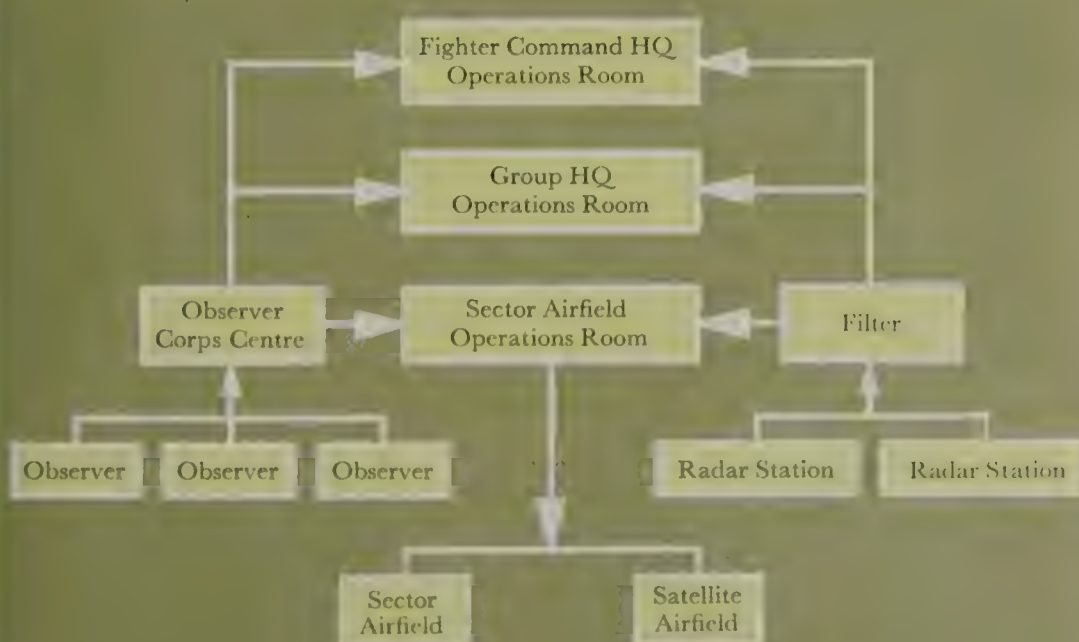 Fighter Command HQ
Operations Room
Group HQ
Operations Room
Observer
Corps Centre
Sector Airfield
Operations Room
Filter
Observer
Observer
Observer
Radar Station
Radar Station
Sector
Airfield
Satellite
Airfield